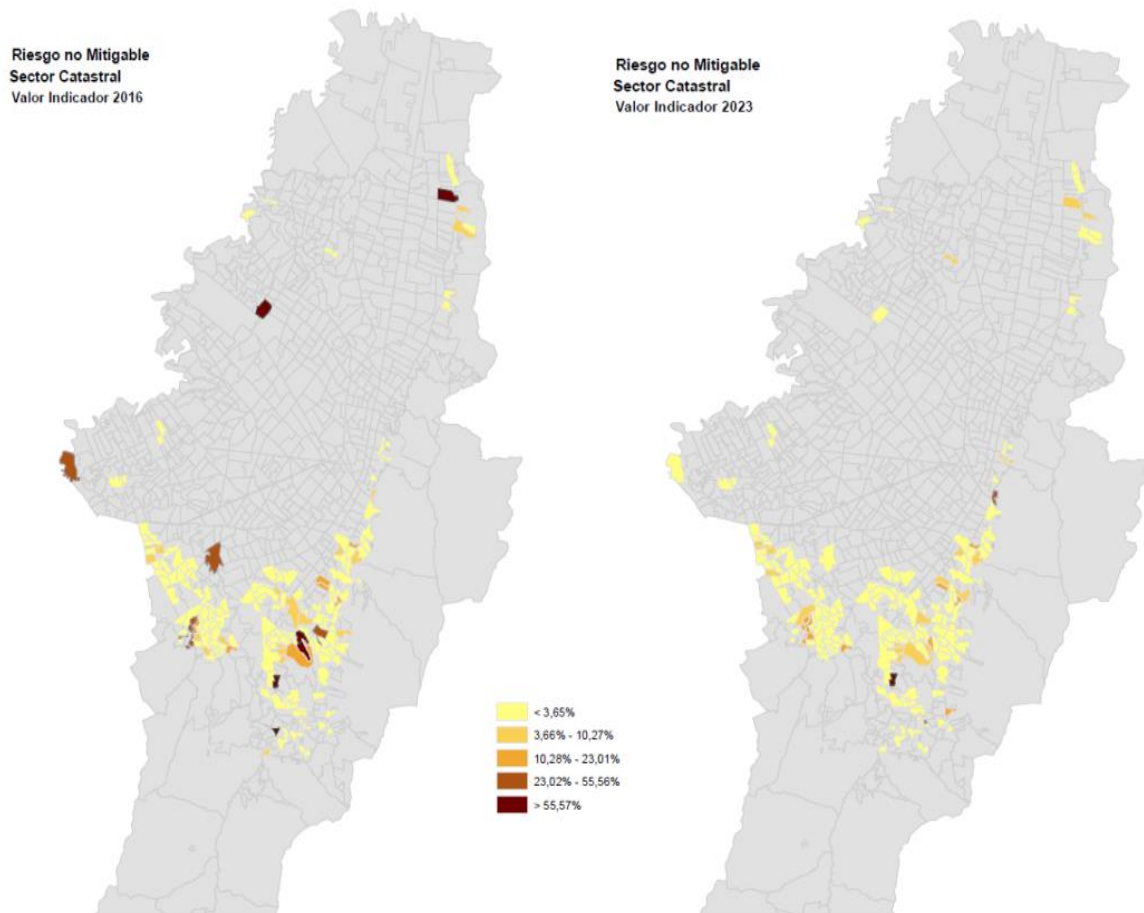 Riesgo no Mitigable
Sector Catastral
Valor Indicador 2016
Riesgo no Mitigable
Sector Catastral
Valor Indicador 2023
< 3,65%
3,66% - 10,27%
10,28% - 23,01%
23,02% - 55,56%
> 55,57%